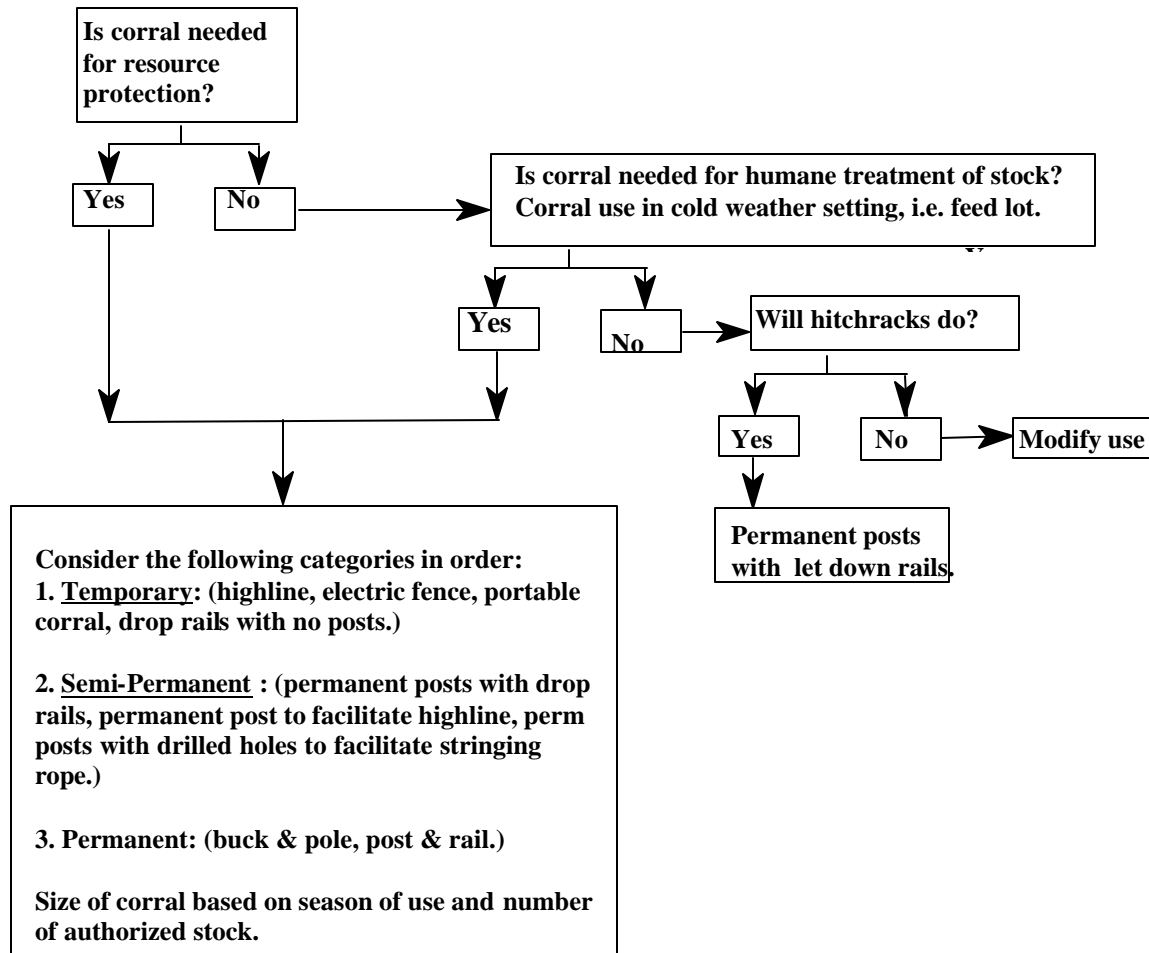 Is corral needed
for resource
protection?
Yes
No
Is corral needed for humane treatment of stock?
Corral use in cold weather setting, i.e. feed lot.
Yes
No
Will hitchracks do?
Yes
No
Modify use
Permanent posts
with let down rails.
Consider the following categories in order:
1. Temporary: (highline, electric fence, portable
corral, drop rails with no posts.)
2. Semi-Permanent : (permanent posts with drop
rails, permanent post to facilitate highline, perm
posts with drilled holes to facilitate stringing
rope.)
3. Permanent: (buck & pole, post & rail.)
Size of corral based on season of use and number
of authorized stock.